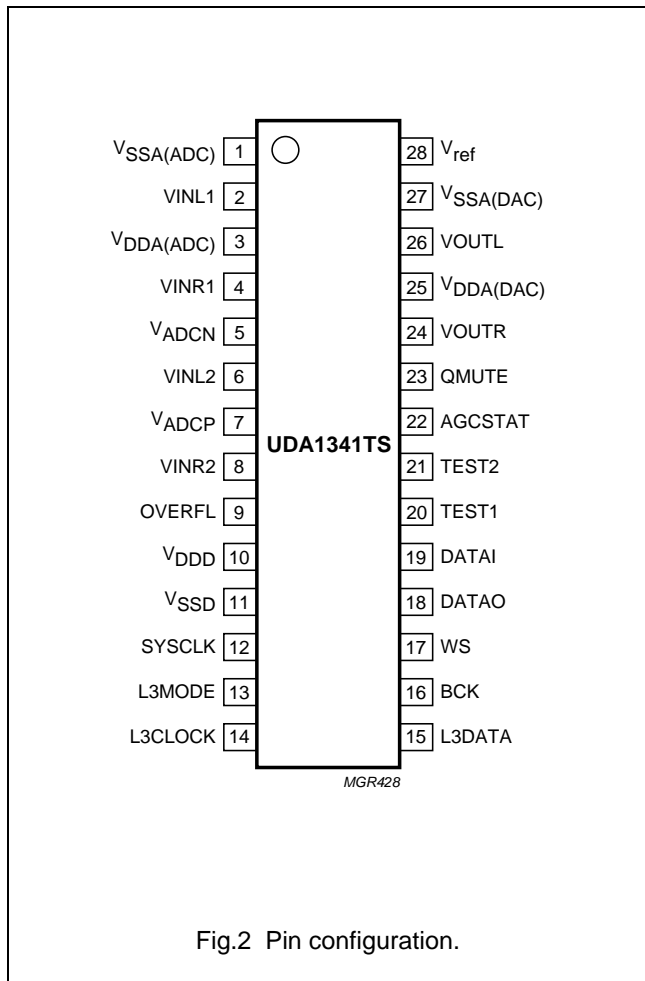 VSSA(ADC) 1
28 Vref
VINL1 2
27 VSSA(DAC)
VDDA(ADC) 3
26 VOUTL
VINR1 4
25 VDDA(DAC)
VADCN 5
24 VOUTR
VINL2 6
23 QMUTE
VADCP 7
22 AGCSTAT
UDA1341TS
VINR2 8
21 TEST2
OVERFL 9
20 TEST1
VDDD 10
19 DATAI
VSSD 11
18 DATAO
SYSCLK 12
17 WS
L3MODE 13
16 BCK
L3CLOCK 14
15 L3DATA
MGR428
Fig.2 Pin configuration.